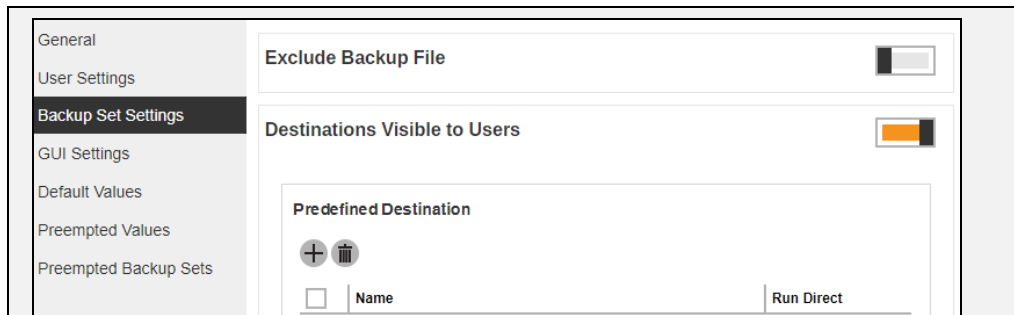 General
User Settings
Backup Set Settings
GUI Settings
Default Values
Preempted Values
Preempted Backup Sets
Exclude Backup File
Destinations Visible to Users
Predefined Destination
Name
Run Direct